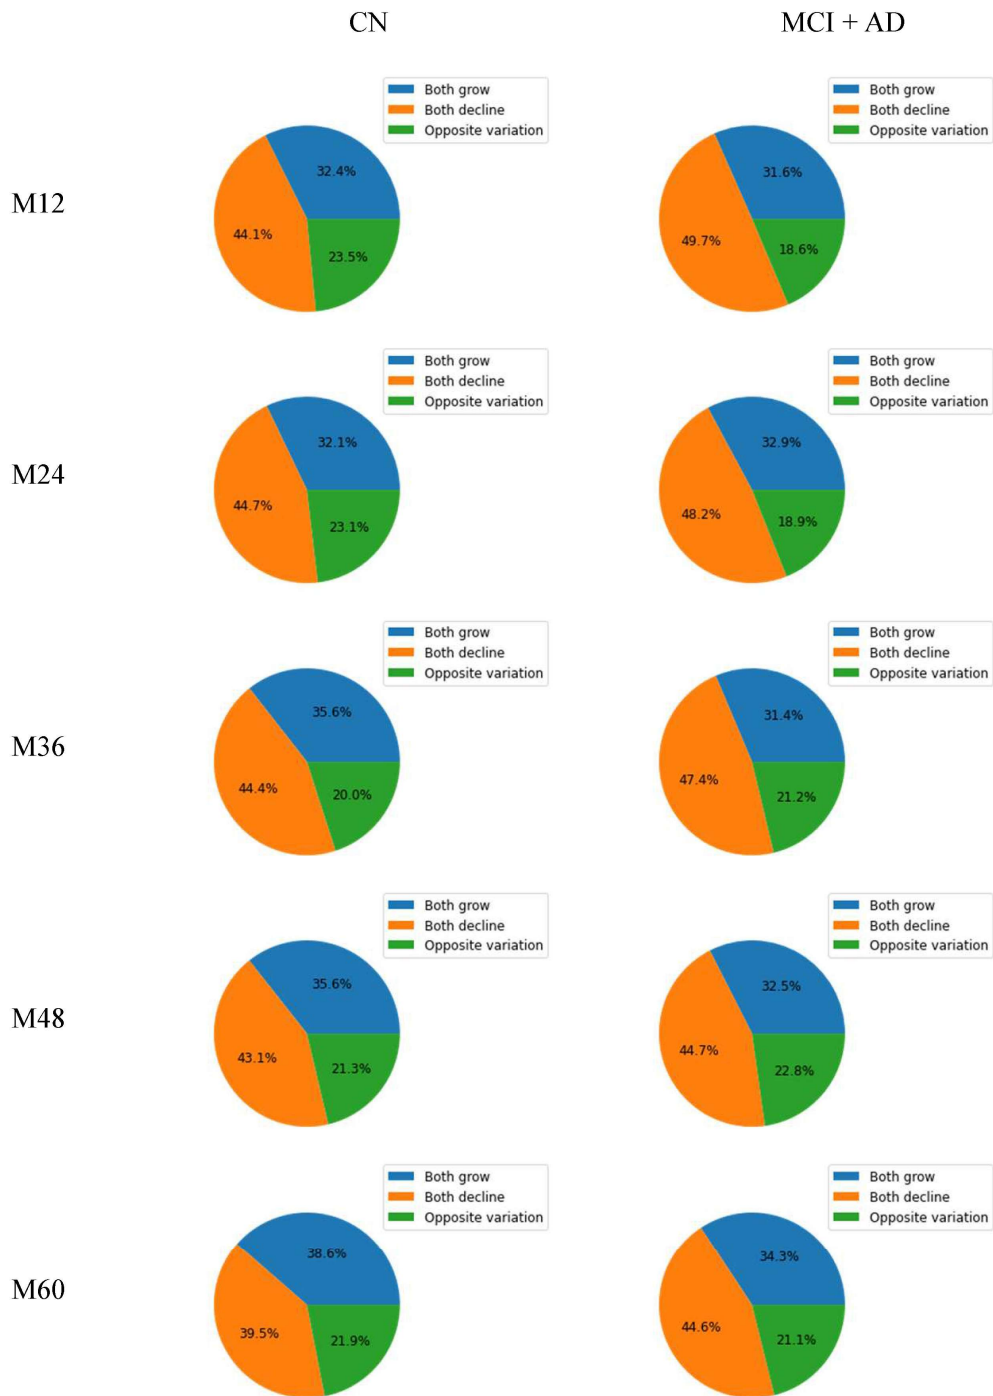 CN
MCI + AD
M12
Both grow
Both decline
Opposite variation
32.4%
44.1%
23.5%
Both grow
Both decline
Opposite variation
31.6%
49.7%
18.6%
M24
Both grow
Both decline
Opposite variation
32.1%
44.7%
23.1%
Both grow
Both decline
Opposite variation
32.9%
48.2%
18.9%
M36
Both grow
Both decline
Opposite variation
35.6%
44.4%
20.0%
Both grow
Both decline
Opposite variation
31.4%
47.4%
21.2%
M48
Both grow
Both decline
Opposite variation
35.6%
43.1%
21.3%
Both grow
Both decline
Opposite variation
32.5%
44.7%
22.8%
M60
Both grow
Both decline
Opposite variation
38.6%
39.5%
21.9%
Both grow
Both decline
Opposite variation
34.3%
44.6%
21.1%